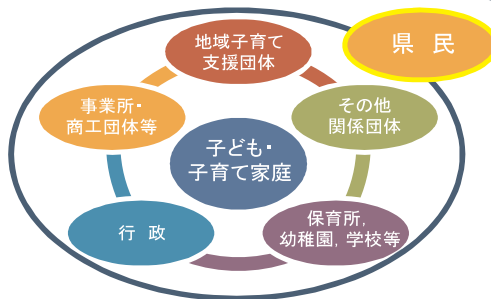 県 民
地域子育て
支援団体
事業所・
商工団体等
その他
関係団体
子ども・
子育て家庭
行 政
保育所，
幼稚園，学校等